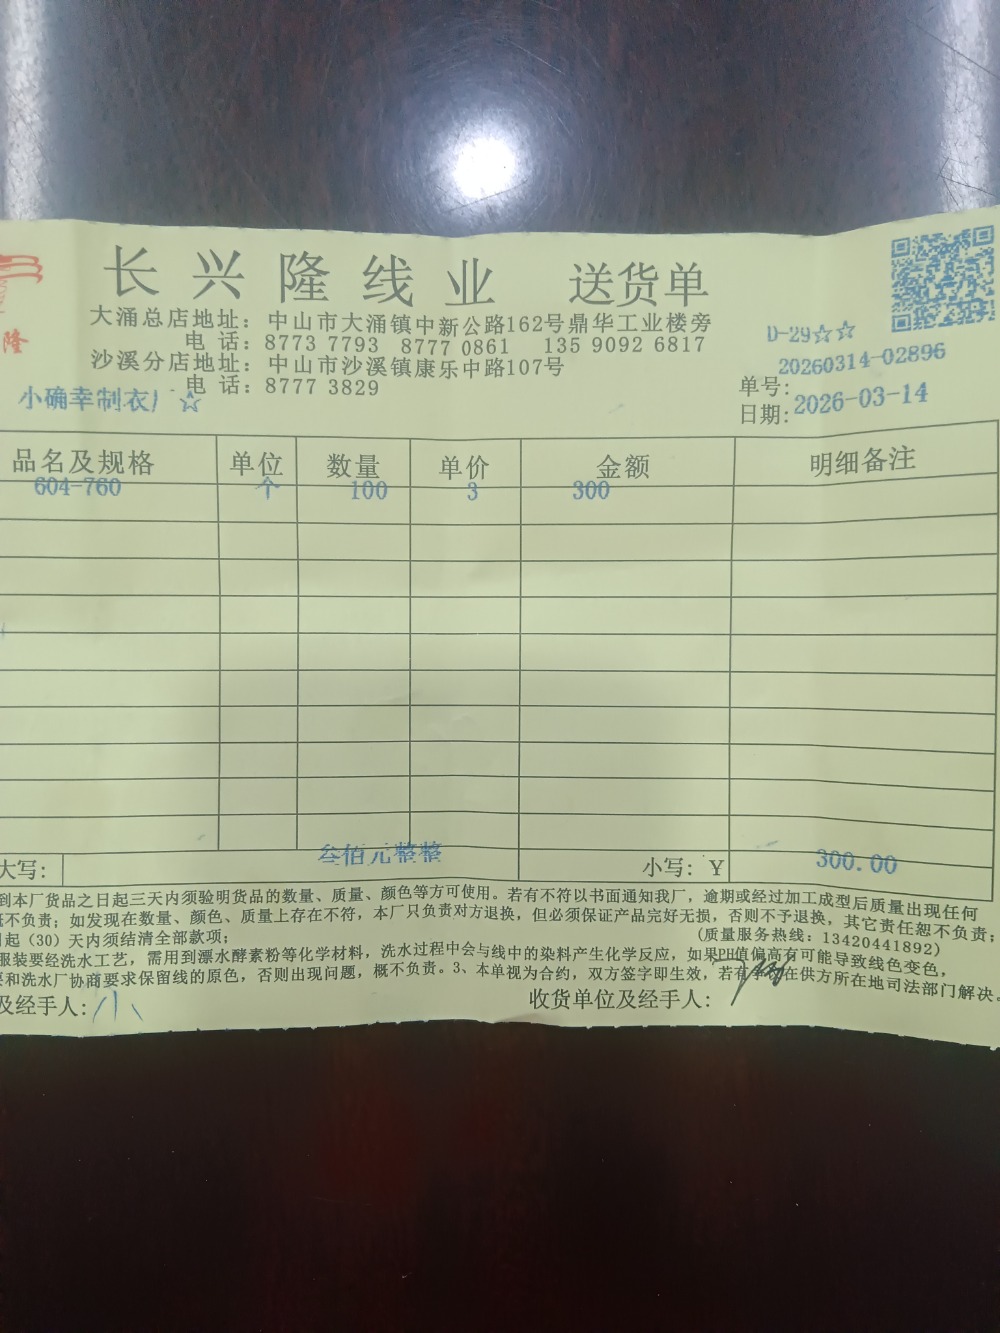 长兴隆线业 送货单
隆
大涌总店地址：中山市大涌镇中新公路162号鼎华工业楼旁
电 话：8773 7793 8777 0861 135 9092 6817
沙溪分店地址：中山市沙溪镇康乐中路107号
电 话：8777 3829
D-29☆☆
单号：20260314-02896
日期：2026-03-14
小确幸制衣厂 ☆
品名及规格 单位 数量 单价 金额 明细备注
604-760 个 100 3 300
大写： 叁佰元整整 小写：¥ 300.00
到本厂货品之日起三天内须验明货品的数量、质量、颜色等方可使用。若有不符以书面通知我厂，逾期或经过加工成型后质量出现任何
概不负责；如发现在数量、颜色、质量上存在不符，本厂只负责对方退换，但必须保证产品完好无损，否则不予退换，其它责任恕不负责；
起（30）天内须结清全部款项； (质量服务热线：13420441892)
服装要经洗水工艺，需用到漂水酵素粉等化学材料，洗水过程中会与线中的染料产生化学反应，如果PH值偏高有可能导致线色变色，
要和洗水厂协商要求保留线的原色，否则出现问题，概不负责。3、本单视为合约，双方签字即生效，若有 在供方所在地司法部门解决。
及经手人：小 收货单位及经手人：